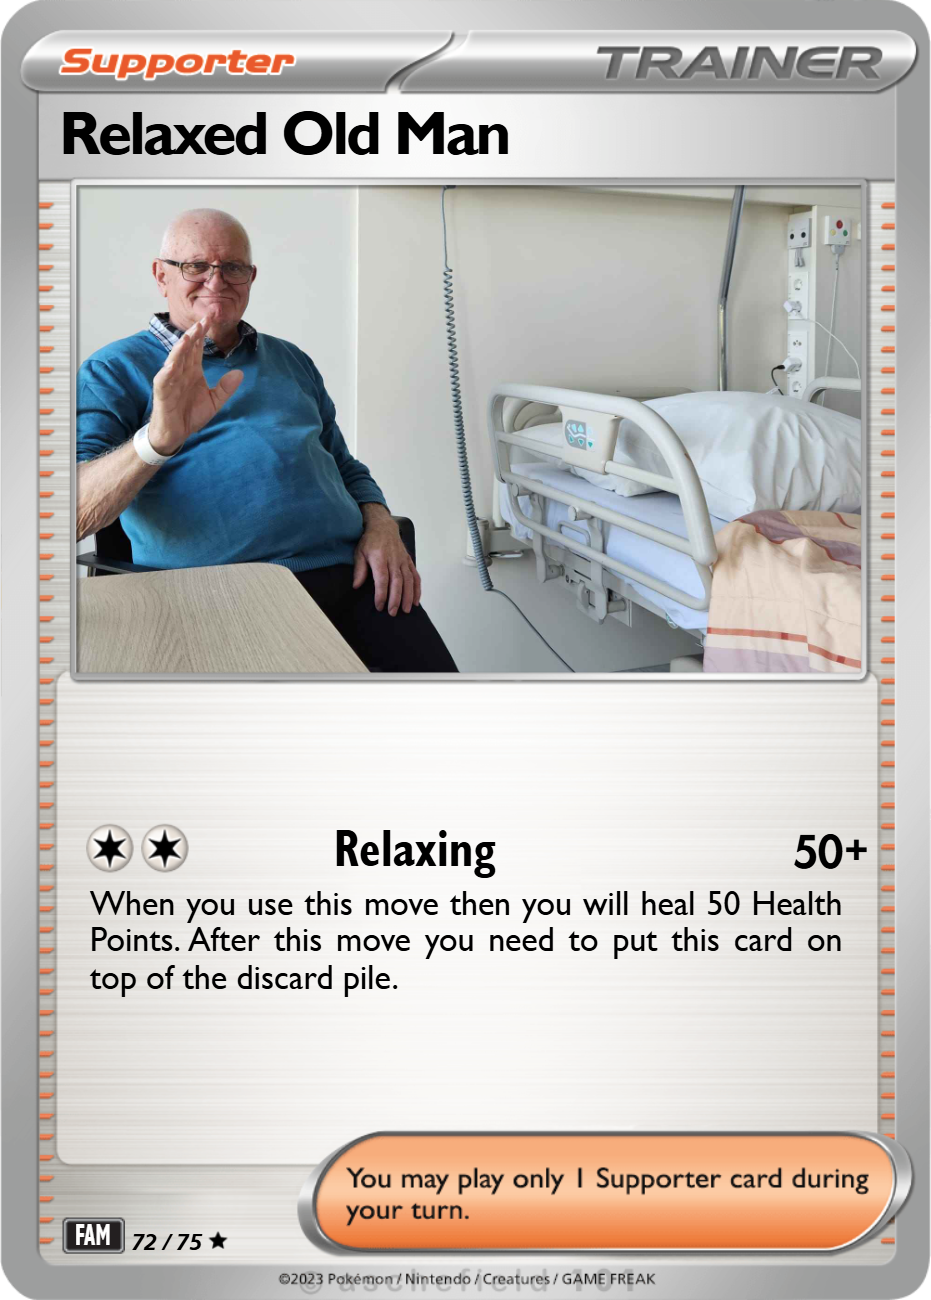 Supporter
TRAINER
Relaxed Old Man
Relaxing 50+
When you use this move then you will heal 50 Health
Points. After this move you need to put this card on
top of the discard pile.
You may play only 1 Supporter card during
your turn.
FAM 72 / 75
©2023 Pokémon / Nintendo / Creatures / GAME FREAK